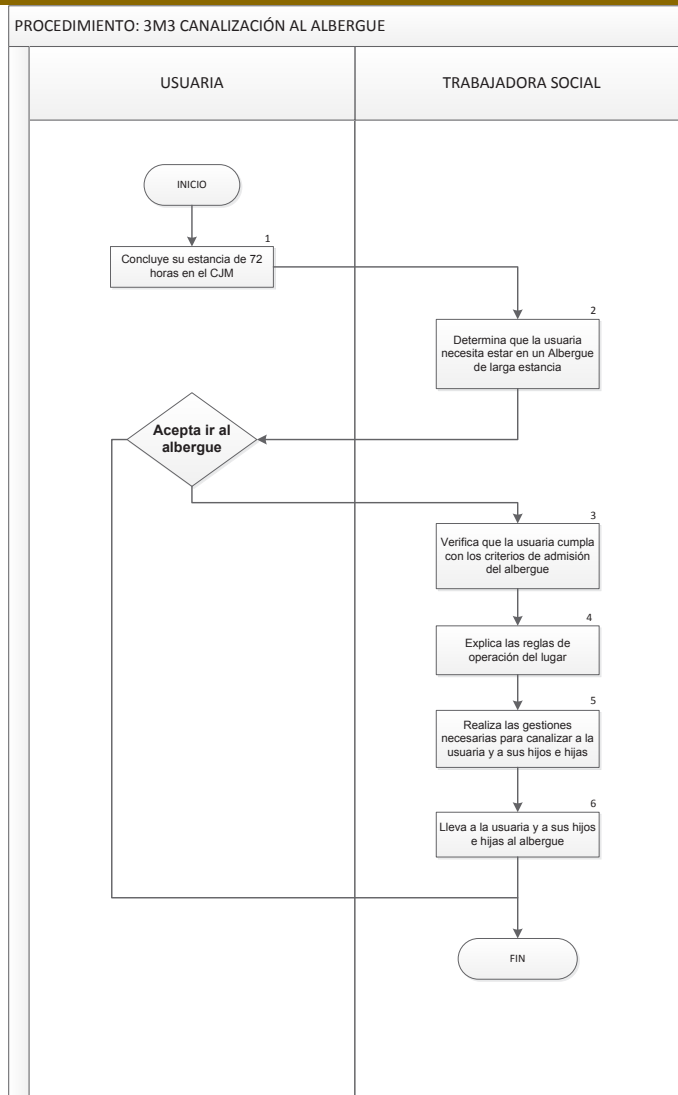 PROCEDIMIENTO: 3M3 CANALIZACIÓN AL ALBERGUE
USUARIA
TRABAJADORA SOCIAL
INICIO
1
Concluye su estancia de 72
horas en el CJM
2
Determina que la usuaria
necesita estar en un Albergue
de larga estancia
Acepta ir al
albergue
3
Verifica que la usuaria cumpla
con los criterios de admisión
del albergue
4
Explica las reglas de
operación del lugar
5
Realiza las gestiones
necesarias para canalizar a la
usuaria y a sus hijos e hijas
6
Lleva a la usuaria y a sus hijos
e hijas al albergue
FIN